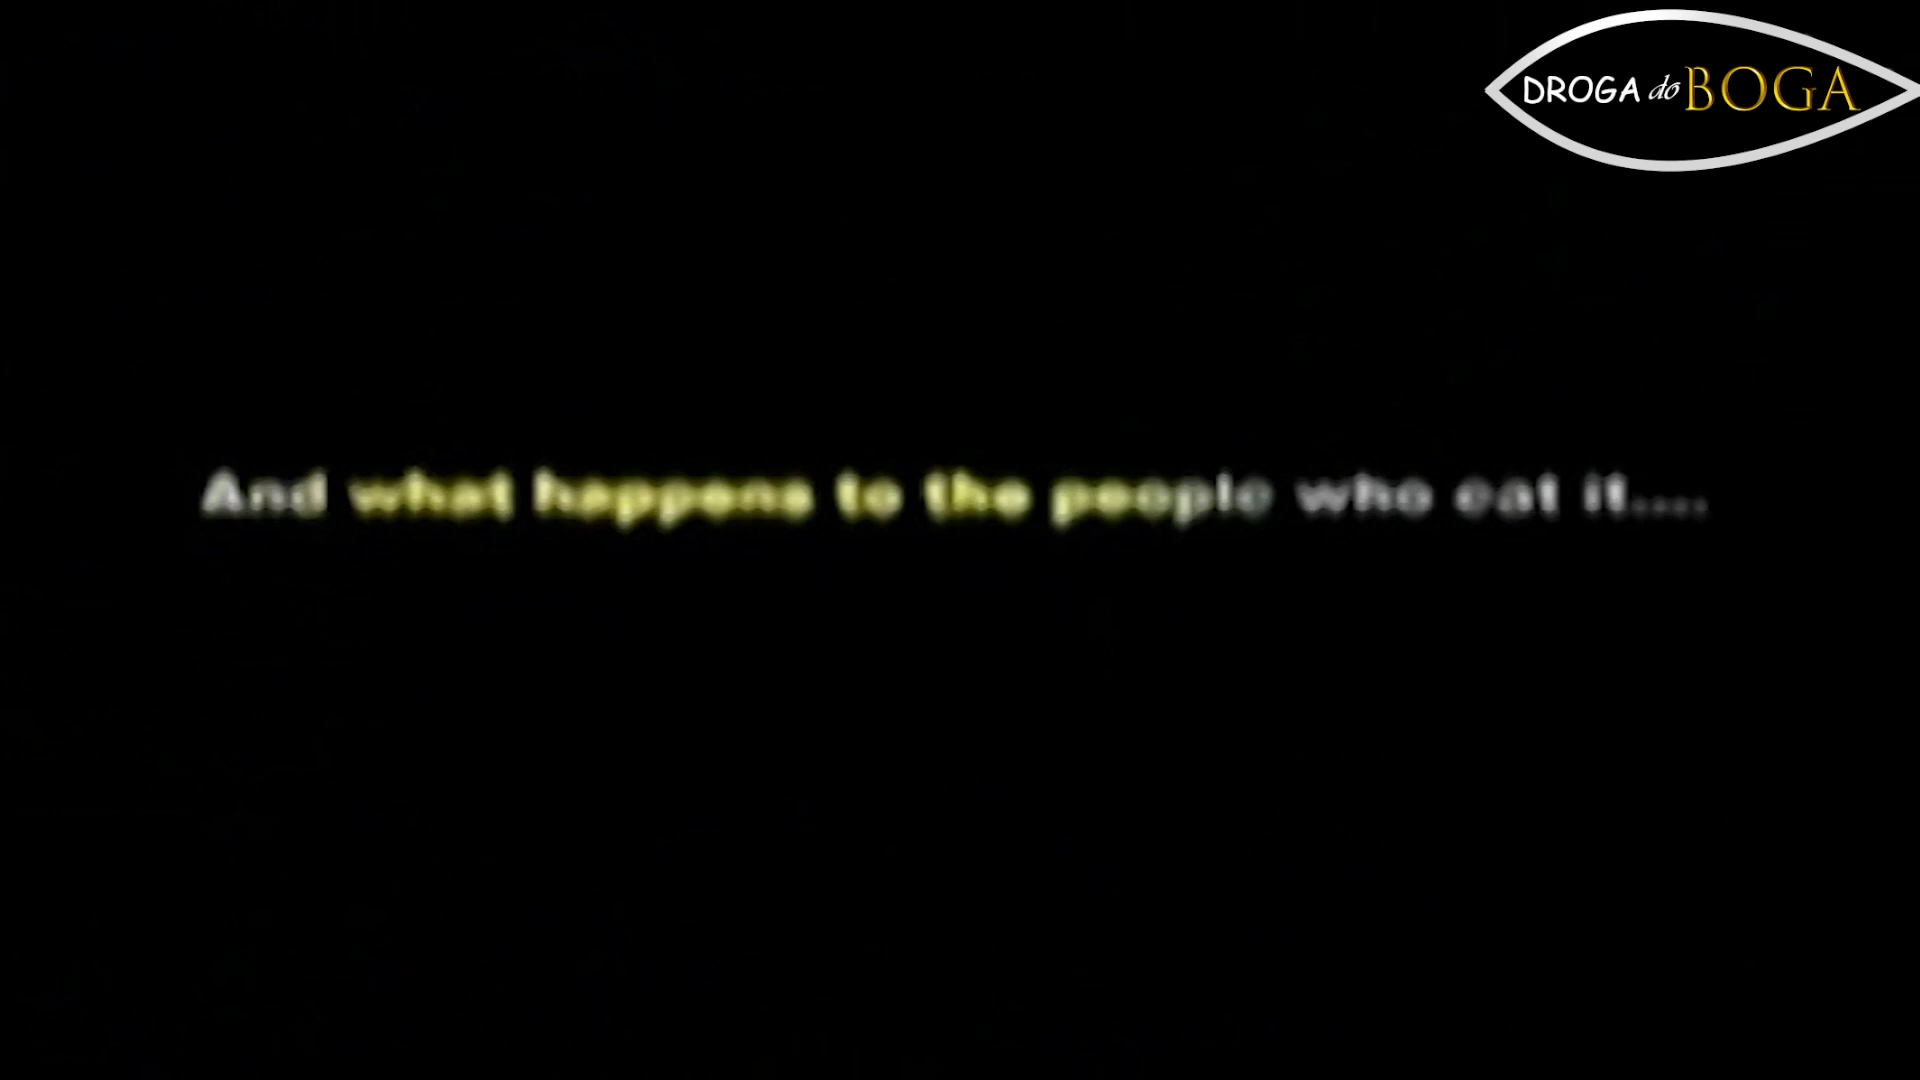 DROGA do BOGA
And what happens to the people who eat it....